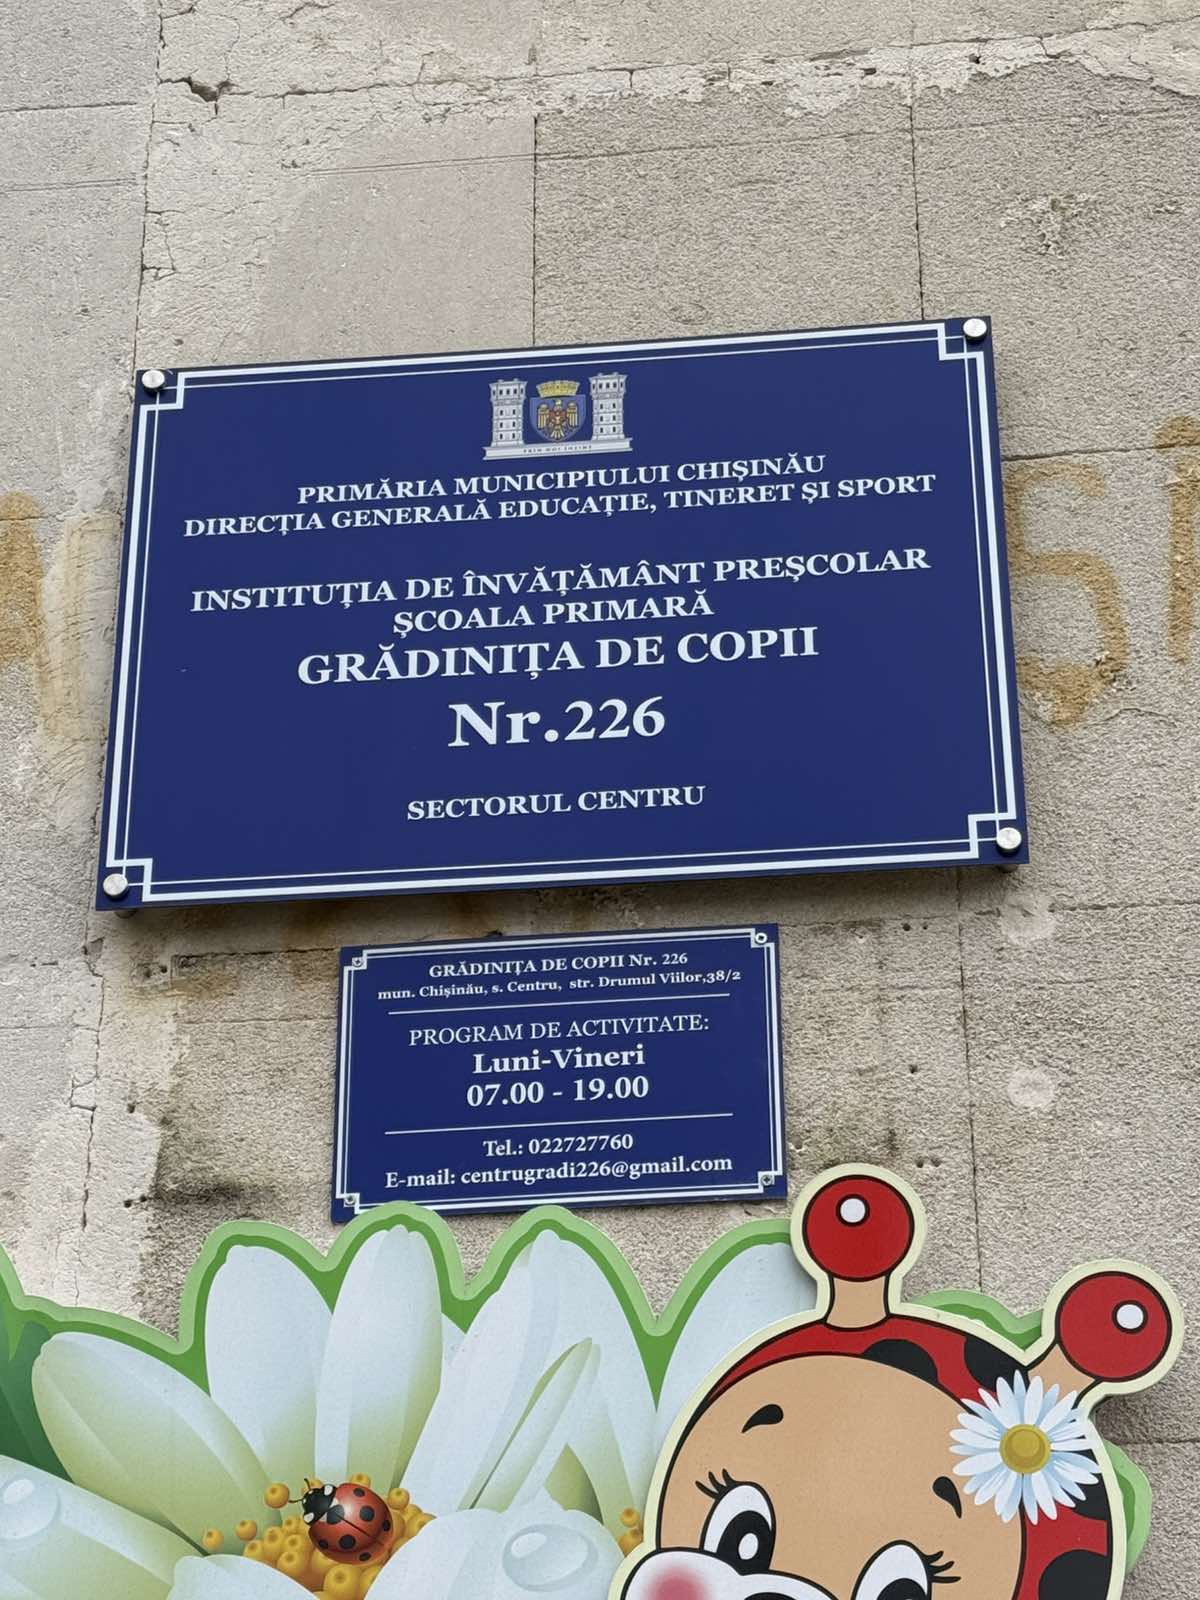 PRIMĂRIA MUNICIPIULUI CHIȘINĂU
DIRECȚIA GENERALĂ EDUCAȚIE, TINERET ȘI SPORT
INSTITUȚIA DE ÎNVĂȚĂMÂNT PREȘCOLAR
ȘCOALA PRIMARĂ
GRĂDINIȚA DE COPII
Nr.226
SECTORUL CENTRU
GRĂDINIȚA DE COPII Nr. 226
mun. Chișinău, s. Centru, str. Drumul Viilor,38/2
PROGRAM DE ACTIVITATE:
Luni-Vineri
07.00 - 19.00
Tel.: 022727760
E-mail: centrugradi226@gmail.com